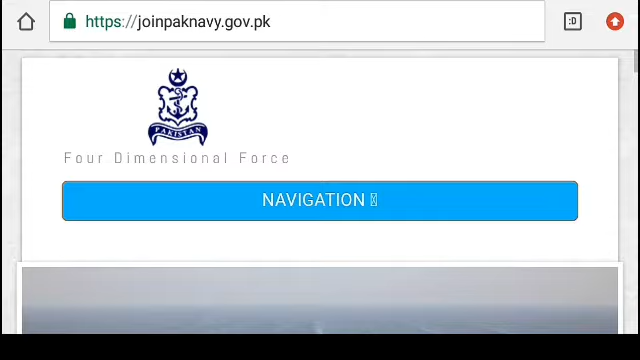 https://joinpaknavy.gov.pk
:D
PAKISTAN
Four Dimensional Force
NAVIGATION